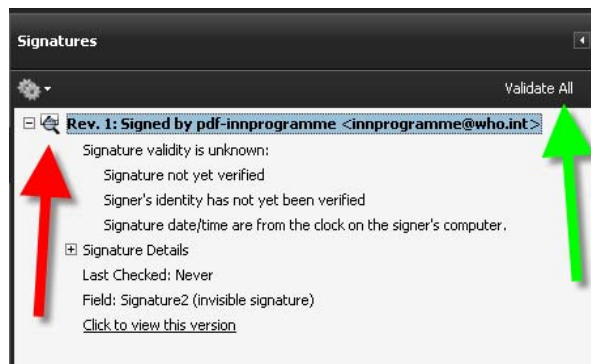 Signatures
Validate All
Rev. 1: Signed by pdf-innprogramme <innprogramme@who.int>
Signature validity is unknown:
Signature not yet verified
Signer's identity has not yet been verified
Signature date/time are from the clock on the signer's computer.
Signature Details
Last Checked: Never
Field: Signature2 (invisible signature)
Click to view this version